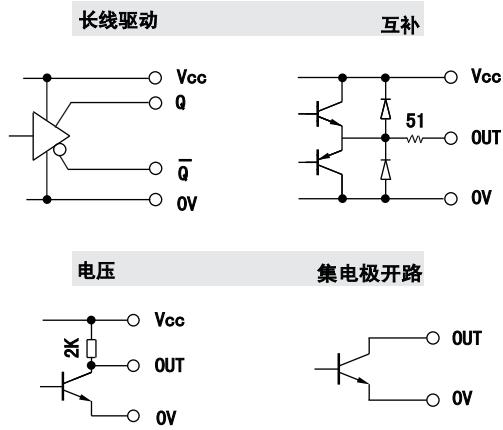 长线驱动 互补
Vcc Vcc
Q 51
OUT
Q̅
0V 0V
电压 集电极开路
Vcc
2K OUT OUT
0V 0V